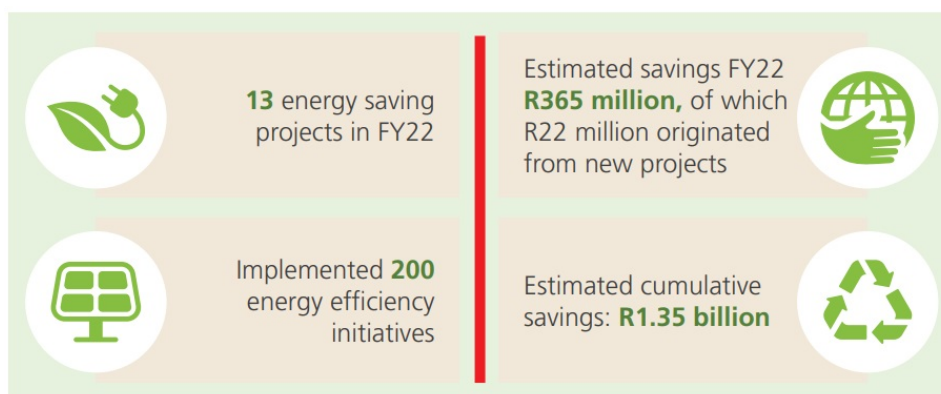 13 energy saving
projects in FY22
Estimated savings FY22
R365 million, of which
R22 million originated
from new projects
Implemented 200
energy efficiency
initiatives
Estimated cumulative
savings: R1.35 billion